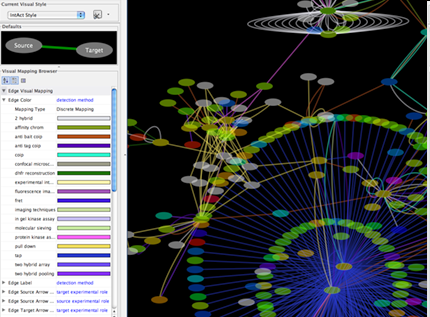 Current Visual Style
IntAct Style
Defaults
Source
Target
Visual Mapping Browser
Edge Visual Mapping
Edge Color detection method
Mapping Type Discrete Mapping
2 hybrid
affinity chrom
anti bait coip
anti tag coip
coip
confocal microsc...
dhfr reconstruction
experimental int...
fluorescence ima...
fret
imaging techniques
in gel kinase assay
molecular sieving
protein kinase as...
pull down
tap
two hybrid array
two hybrid pooling
Edge Label detection method
Edge Source Arrow ... target experimental role
Edge Source Arrow ... source experimental role
Edge Target Arrow ... target experimental role